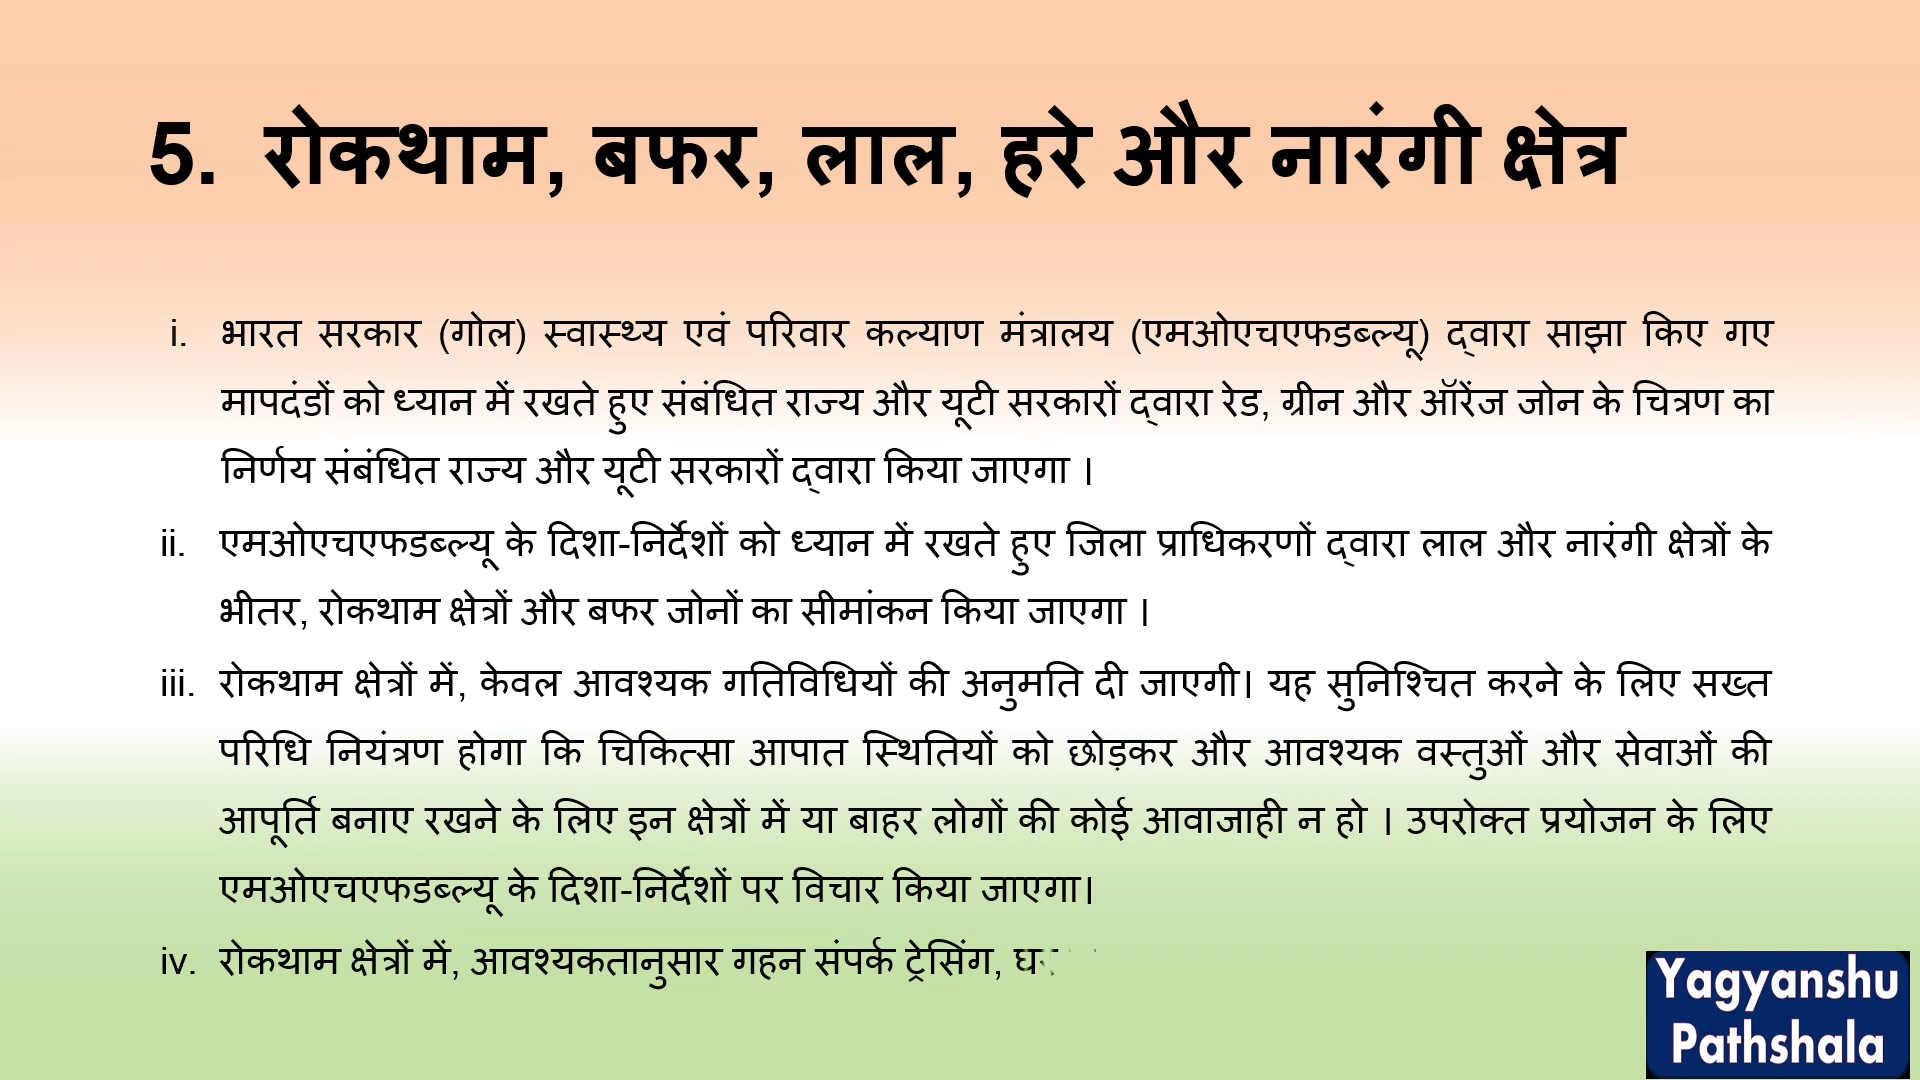 5. रोकथाम, बफर, लाल, हरे और नारंगी क्षेत्र
i. भारत सरकार (गोल) स्वास्थ्य एवं परिवार कल्याण मंत्रालय (एमओएचएफडब्ल्यू) द्वारा साझा किए गए
मापदंडों को ध्यान में रखते हुए संबंधित राज्य और यूटी सरकारों द्वारा रेड, ग्रीन और ऑरेंज जोन के चित्रण का
निर्णय संबंधित राज्य और यूटी सरकारों द्वारा किया जाएगा ।
ii. एमओएचएफडब्ल्यू के दिशा-निर्देशों को ध्यान में रखते हुए जिला प्राधिकरणों द्वारा लाल और नारंगी क्षेत्रों के
भीतर, रोकथाम क्षेत्रों और बफर जोनों का सीमांकन किया जाएगा ।
iii. रोकथाम क्षेत्रों में, केवल आवश्यक गतिविधियों की अनुमति दी जाएगी। यह सुनिश्चित करने के लिए सख्त
परिधि नियंत्रण होगा कि चिकित्सा आपात स्थितियों को छोड़कर और आवश्यक वस्तुओं और सेवाओं की
आपूर्ति बनाए रखने के लिए इन क्षेत्रों में या बाहर लोगों की कोई आवाजाही न हो । उपरोक्त प्रयोजन के लिए
एमओएचएफडब्ल्यू के दिशा-निर्देशों पर विचार किया जाएगा।
iv. रोकथाम क्षेत्रों में, आवश्यकतानुसार गहन संपर्क ट्रेसिंग,
Yagyanshu
Pathshala